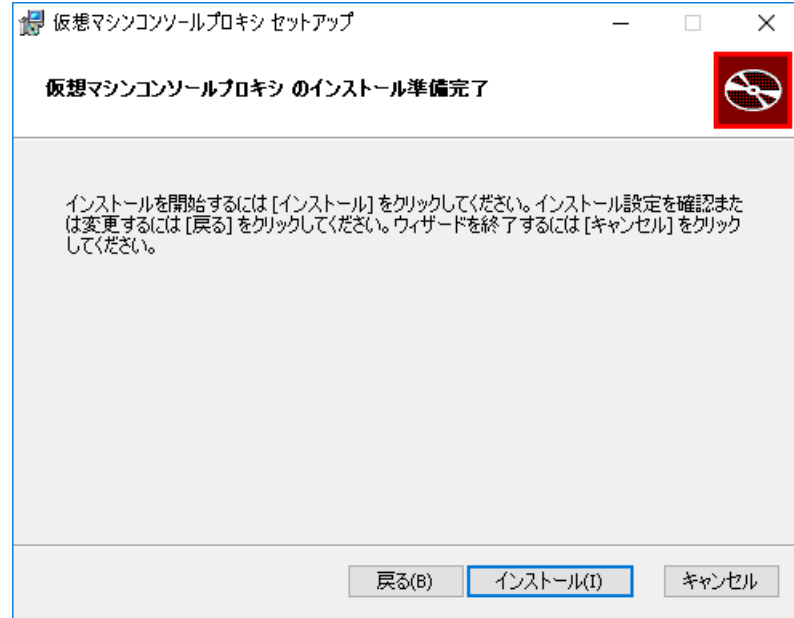 仮想マシンコンソールプロキシ セットアップ
仮想マシンコンソールプロキシ のインストール準備完了
インストールを開始するには [インストール] をクリックしてください。インストール設定を確認また
は変更するには [戻る] をクリックしてください。ウィザードを終了するには [キャンセル] をクリック
してください。
戻る(B) インストール(I) キャンセル